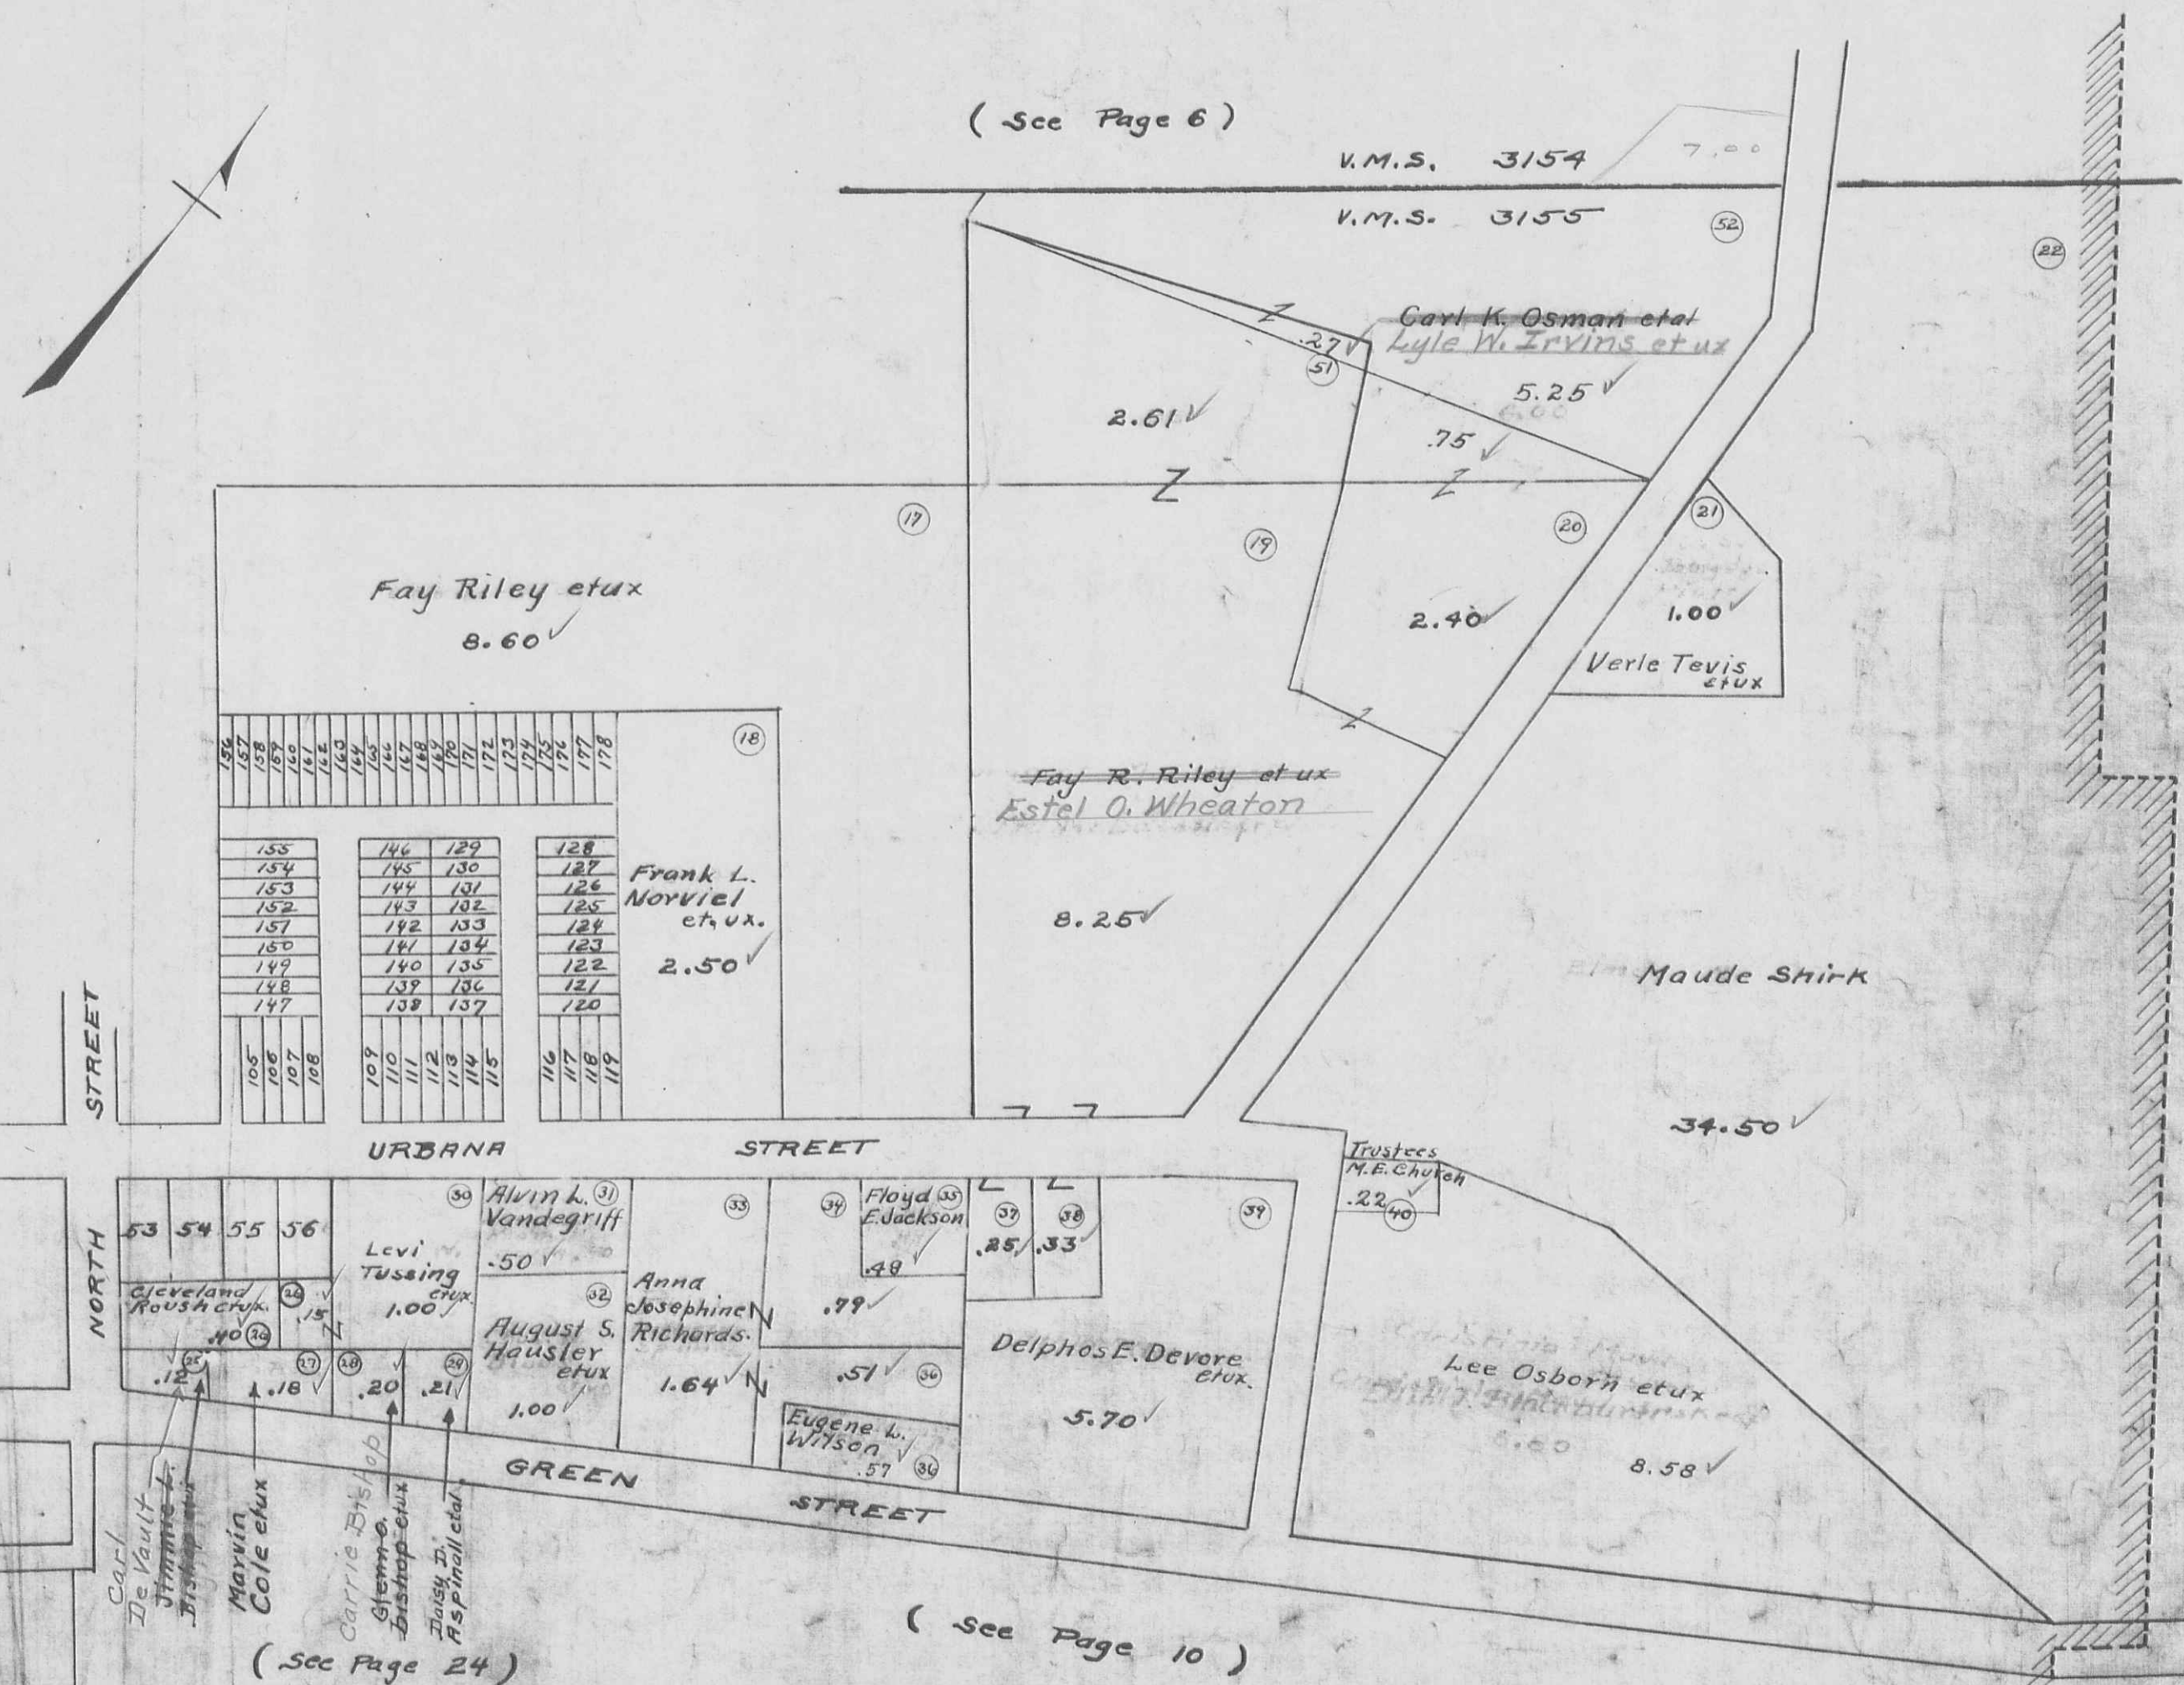 ( See Page 6 )
V.M.S. 3154
7.00
V.M.S. 3155
52
22
Carl K. Osman etal
Lyle W. Irvins et ux
.27
51
5.25
6.00
2.61
.75
17
19
20
21
Fay Riley etux
8.60
2.40
1.00
Verle Tevis
etux
18
156
157
158
159
160
161
162
163
164
165
166
167
168
169
170
171
172
173
174
175
176
177
178
Fay R. Riley et ux
Estel O. Wheaton
155
154
153
152
151
150
149
148
147
146 129
145 130
144 131
143 132
142 133
141 134
140 135
139 136
138 137
128
127
126
125
124
123
122
121
120
Frank L.
Norviel
et, ux.
2.50
8.25
Maude Shirk
34.50
105
106
107
108
109
110
111
112
113
114
115
116
117
118
119
STREET
URBANA STREET
NORTH
Trustees
M.E. Church
.22
40
53 54 55 56
30
Levi
Tussing
etux.
1.00
Alvin L. 31
Vandegriff
.50
32
August S.
Hausler
etux
1.00
33
Anna
Josephine
Richards.
1.64
34
.79
Floyd 35
E. Jackson
.48
37
.25
38
.33
39
Cleveland
Roush etux.
.40
26
.15
25
.12
27
.18
28
.20
29
.21
.51
36
Eugene L.
Wilson
.57
36
Delphos E. Devore
etux.
5.70
Lee Osborn etux
8.58
GREEN STREET
Carl
De Vault
Jimmie L.
Bishop etux
Marvin
Cole etux
Carrie Bishop
Glenn O.
Bishop etux
Daisy D.
Aspinall etal
( See Page 24 )
( See Page 10 )